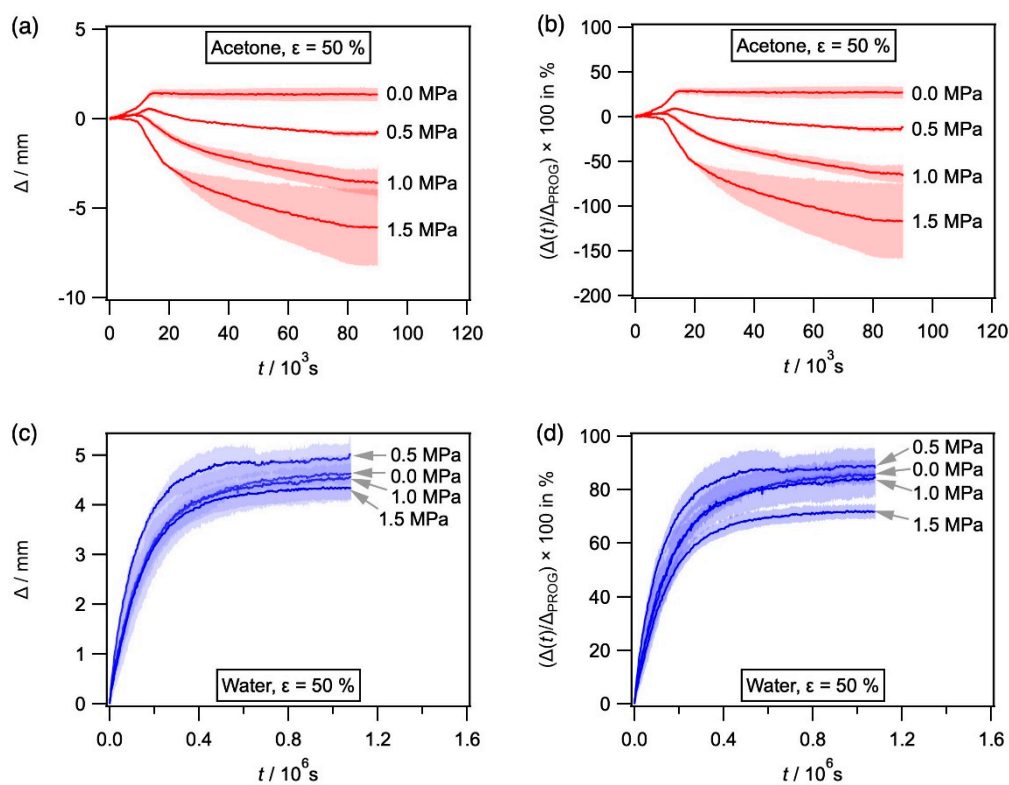 (a)
Acetone, ε = 50 %
5
0
-5
-10
Δ / mm
0.0 MPa
0.5 MPa
1.0 MPa
1.5 MPa
0 20 40 60 80 100 120
t / 10³s
(b)
Acetone, ε = 50 %
100
50
0
-50
-100
-150
-200
(Δ(t)/Δ_PROG) × 100 in %
0.0 MPa
0.5 MPa
1.0 MPa
1.5 MPa
0 20 40 60 80 100 120
t / 10³s
(c)
5
4
3
2
1
0
Δ / mm
0.5 MPa
0.0 MPa
1.0 MPa
1.5 MPa
Water, ε = 50 %
0.0 0.4 0.8 1.2 1.6
t / 10⁶s
(d)
100
80
60
40
20
0
(Δ(t)/Δ_PROG) × 100 in %
0.5 MPa
0.0 MPa
1.0 MPa
1.5 MPa
Water, ε = 50 %
0.0 0.4 0.8 1.2 1.6
t / 10⁶s